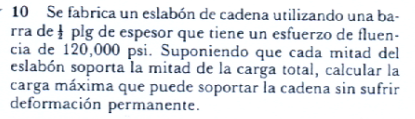 10 Se fabrica un eslabón de cadena utilizando una ba-
rra de ½ plg de espesor que tiene un esfuerzo de fluen-
cia de 120,000 psi. Suponiendo que cada mitad del
eslabón soporta la mitad de la carga total, calcular la
carga máxima que puede soportar la cadena sin sufrir
deformación permanente.